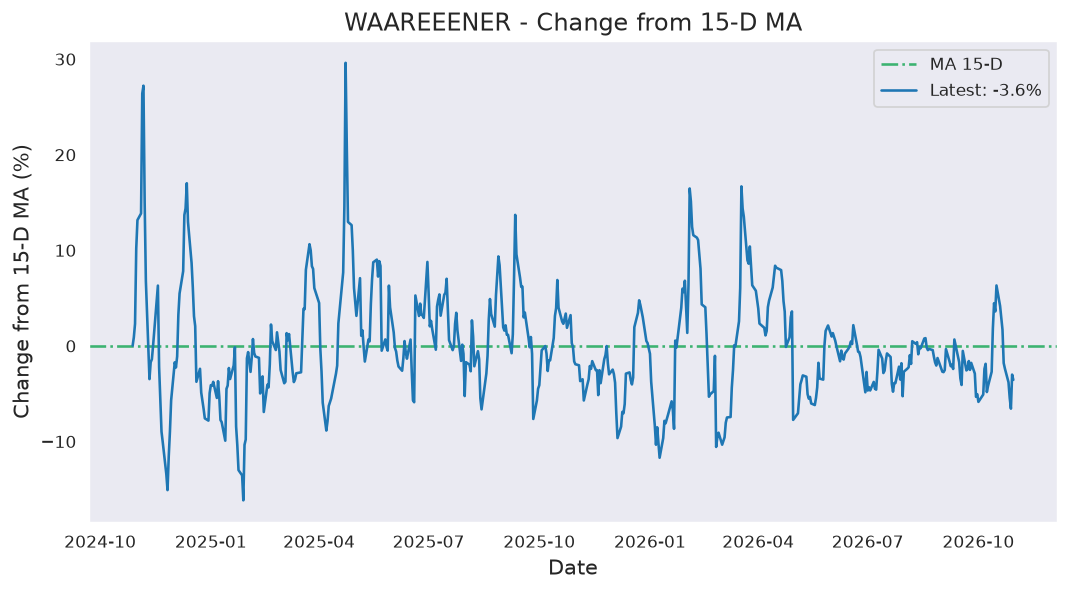 WAAREEENER - Change from 15-D MA
MA 15-D
Latest: -3.6%
Change from 15-D MA (%)
30
20
10
0
−10
2024-10 2025-01 2025-04 2025-07 2025-10 2026-01 2026-04 2026-07 2026-10
Date